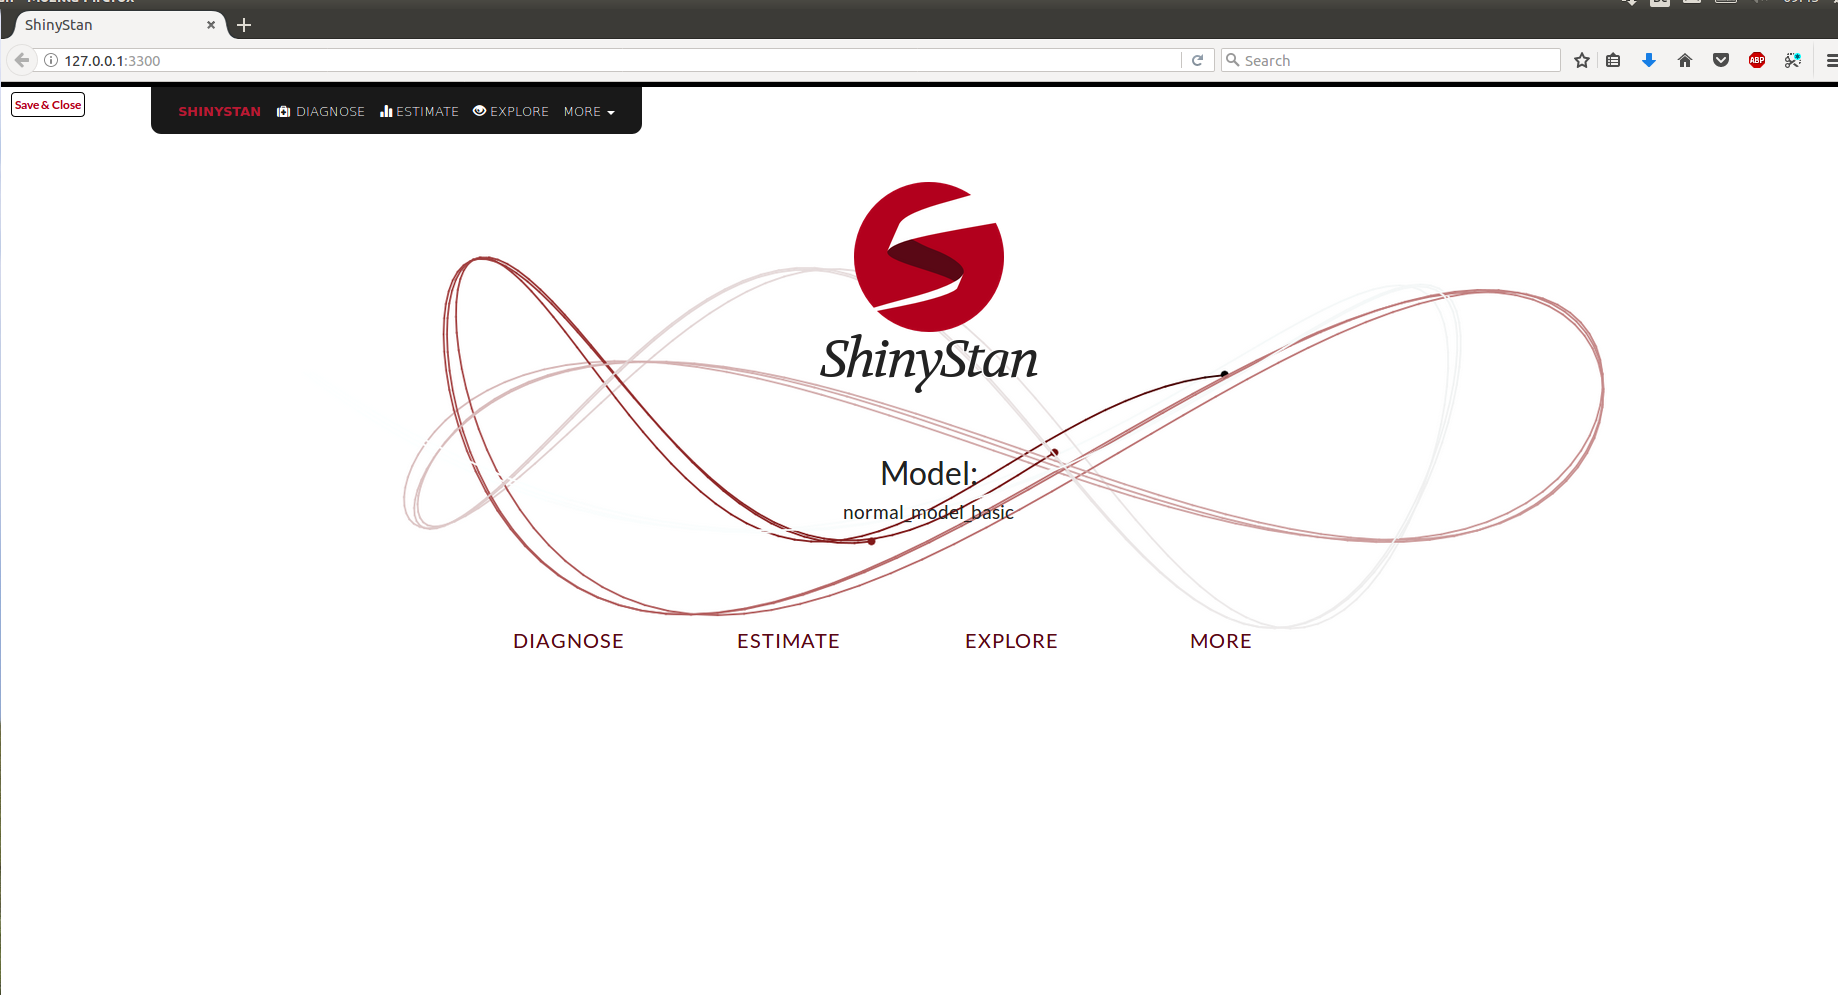 ShinyStan
127.0.0.1:3300
Search
ABP
Save & Close
SHINYSTAN DIAGNOSE ESTIMATE EXPLORE MORE
ShinyStan
Model:
normal_model_basic
DIAGNOSE ESTIMATE EXPLORE MORE